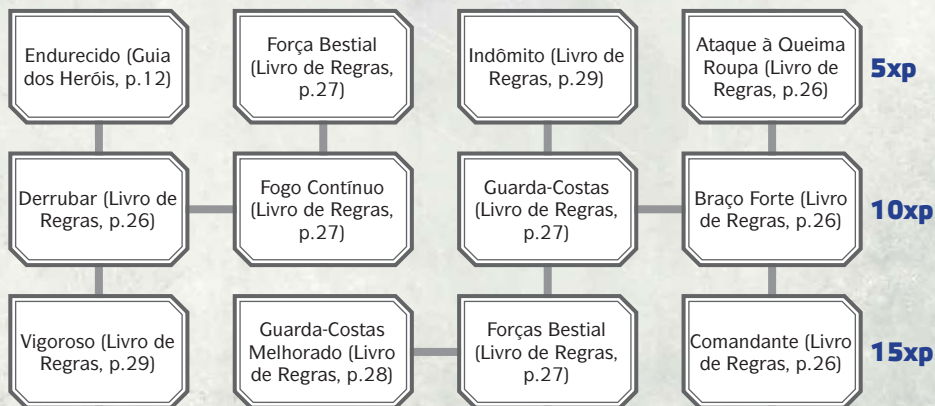 Endurecido (Guia
dos Heróis, p.12)
Força Bestial
(Livro de Regras,
p.27)
Indômito (Livro de
Regras, p.29)
Ataque à Queima
Roupa (Livro de
Regras, p.26)
5xp
Derrubar (Livro de
Regras, p.26)
Fogo Contínuo
(Livro de Regras,
p.27)
Guarda-Costas
(Livro de Regras,
p.27)
Braço Forte (Livro
de Regras, p.26)
10xp
Vigoroso (Livro de
Regras, p.29)
Guarda-Costas
Melhorado (Livro
de Regras, p.28)
Forças Bestial
(Livro de Regras,
p.27)
Comandante (Livro
de Regras, p.26)
15xp